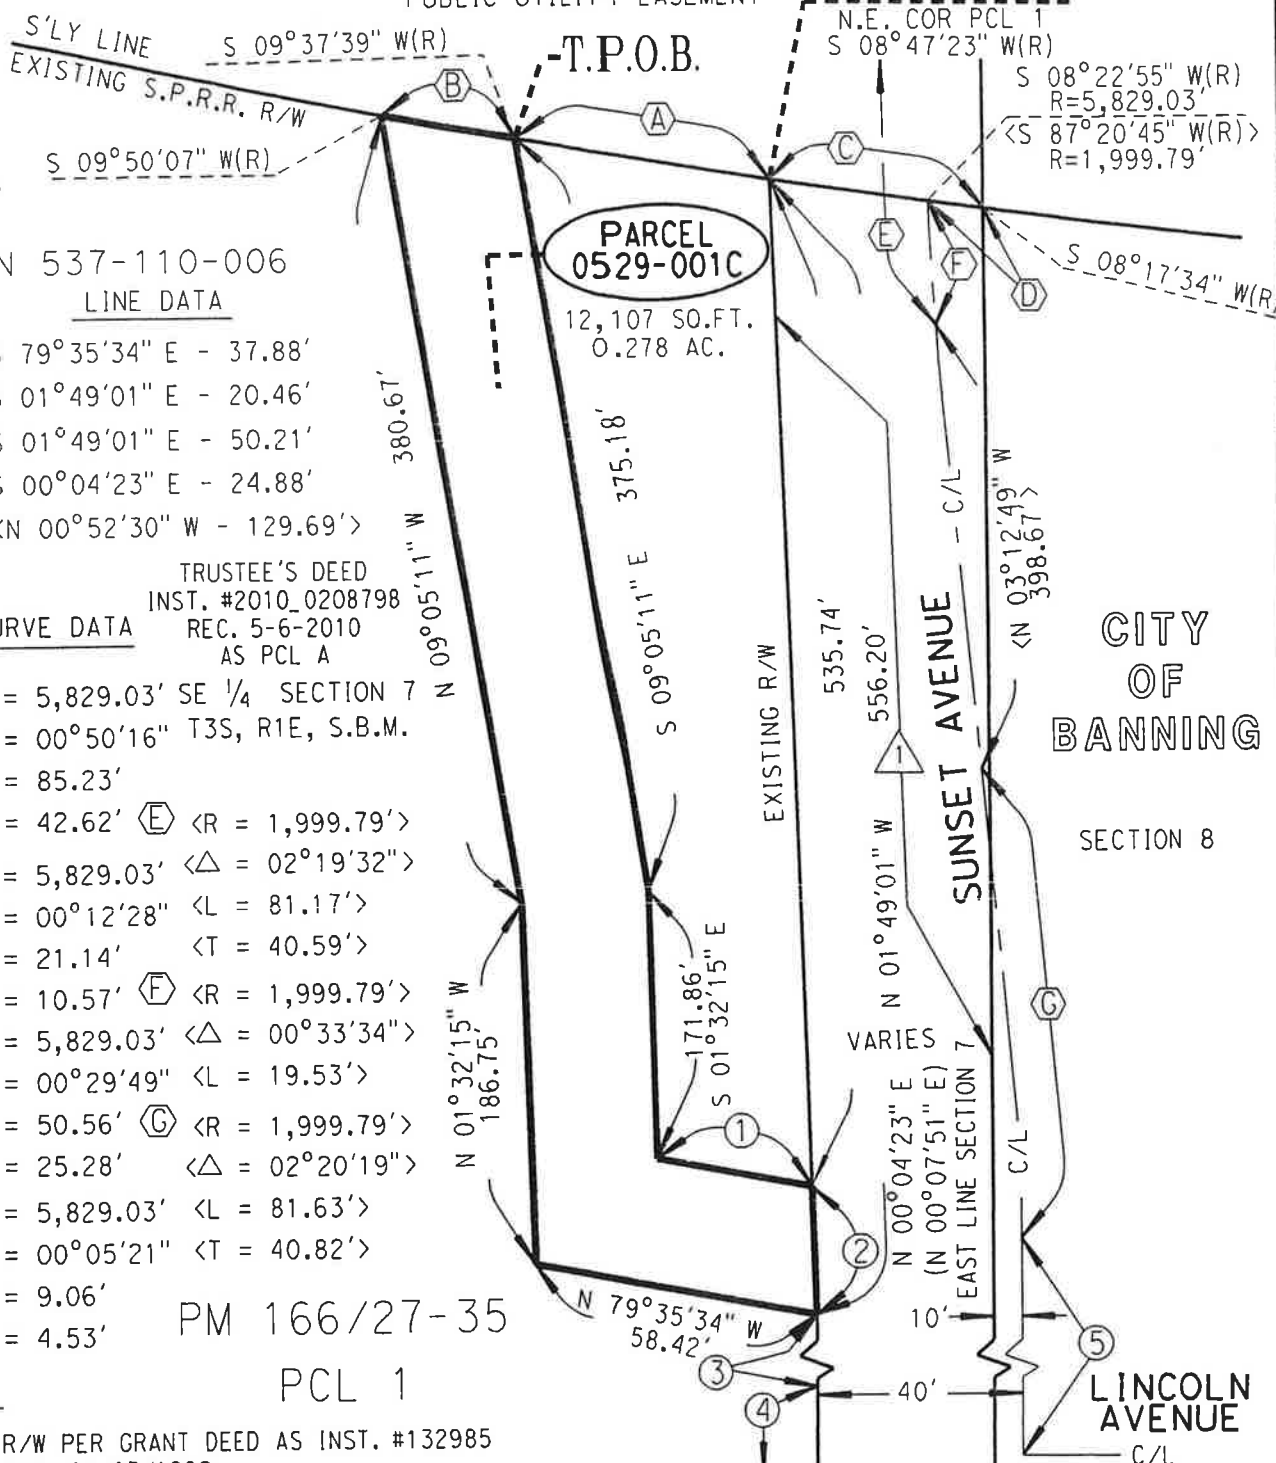 PUBLIC UTILITY EASEMENT
S'LY LINE
EXISTING S.P.R.R. R/W
S 09°37'39" W(R)
S 09°50'07" W(R)
T.P.O.B.
N.E. COR PCL 1
S 08°47'23" W(R)
S 08°22'55" W(R)
R=5,829.03'
<S 87°20'45" W(R)>
R=1,999.79'
S 08°17'34" W(R)
B
A
C
E
F
D
PARCEL
0529-001C
12,107 SQ.FT.
0.278 AC.
N 537-110-006
LINE DATA
79°35'34" E - 37.88'
01°49'01" E - 20.46'
S 01°49'01" E - 50.21'
S 00°04'23" E - 24.88'
<N 00°52'30" W - 129.69'>
TRUSTEE'S DEED
INST. #2010_0208798
REC. 5-6-2010
AS PCL A
URVE DATA
SE 1/4 SECTION 7
T3S, R1E, S.B.M.
= 5,829.03'
= 00°50'16"
= 85.23'
= 42.62'
= 5,829.03'
= 00°12'28"
= 21.14'
= 10.57'
= 5,829.03'
= 00°29'49"
= 50.56'
= 25.28'
= 5,829.03'
= 00°05'21"
= 9.06'
= 4.53'
E <R = 1,999.79'>
<△ = 02°19'32">
<L = 81.17'>
<T = 40.59'>
F <R = 1,999.79'>
<△ = 00°33'34">
<L = 19.53'>
G <R = 1,999.79'>
<△ = 02°20'19">
<L = 81.63'>
<T = 40.82'>
N 09°05'11" W
380.67'
S 09°05'11" E
375.18'
EXISTING R/W
535.74'
556.20'
1
N 01°49'01" W
SUNSET AVENUE
C/L
<N 03°12'49" W
398.67'>
CITY
OF
BANNING
SECTION 8
G
N 01°32'15" W
186.75'
171.86'
S 01°32'15" E
VARIES
N 00°04'23" E
(N 00°07'51" E)
EAST LINE SECTION 7
C/L
1
2
N 79°35'34" W
58.42'
3
4
5
10'
40'
LINCOLN
AVENUE
C/L
PM 166/27-35
PCL 1
R/W PER GRANT DEED AS INST. #132985